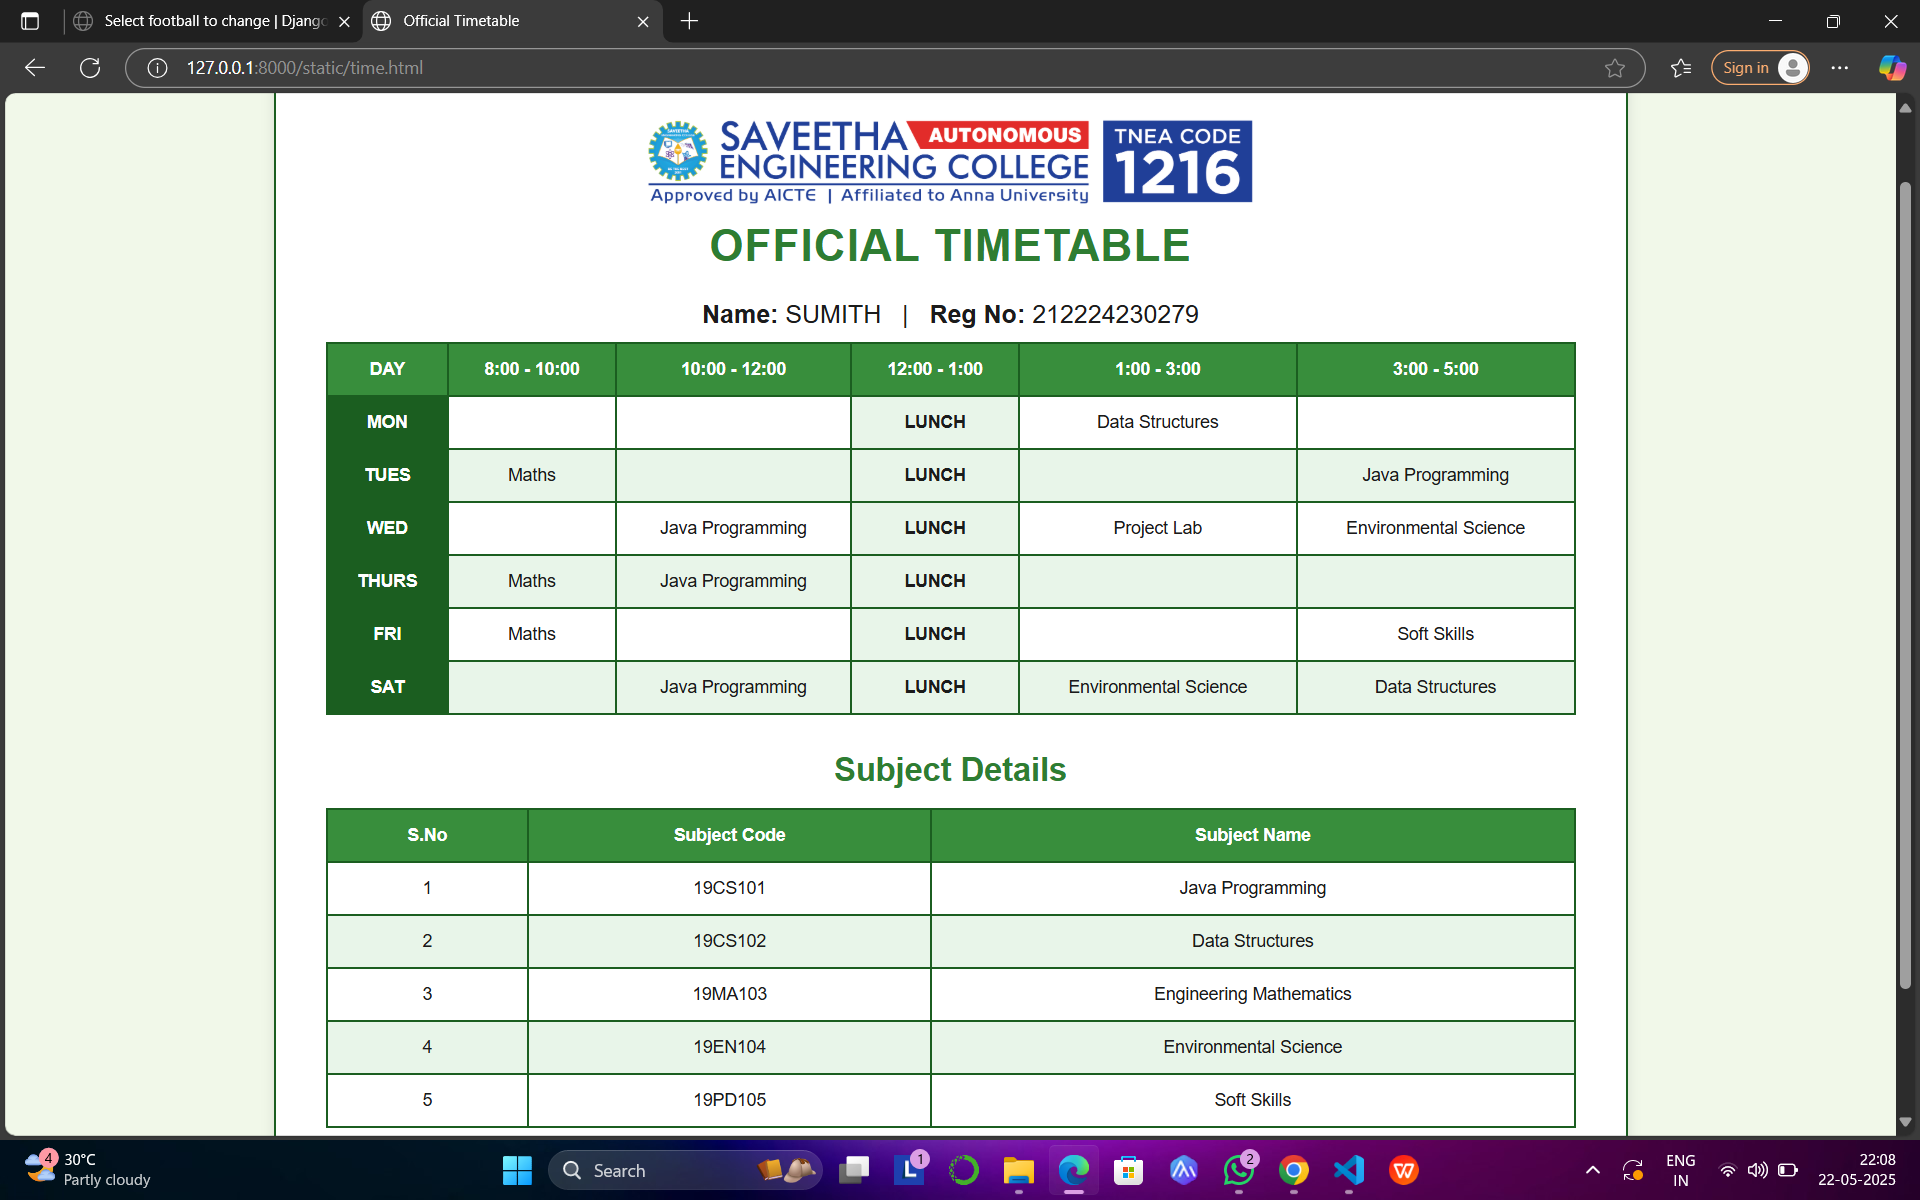 Select football to change | Djang
Official Timetable
127.0.0.1:8000/static/time.html
Sign in
SAVEETHA AUTONOMOUS
ENGINEERING COLLEGE
Approved by AICTE | Affiliated to Anna University
TNEA CODE
1216
OFFICIAL TIMETABLE
Name: SUMITH | Reg No: 212224230279
DAY 8:00 - 10:00 10:00 - 12:00 12:00 - 1:00 1:00 - 3:00 3:00 - 5:00
MON LUNCH Data Structures
TUES Maths LUNCH Java Programming
WED Java Programming LUNCH Project Lab Environmental Science
THURS Maths Java Programming LUNCH
FRI Maths LUNCH Soft Skills
SAT Java Programming LUNCH Environmental Science Data Structures
Subject Details
S.No Subject Code Subject Name
1 19CS101 Java Programming
2 19CS102 Data Structures
3 19MA103 Engineering Mathematics
4 19EN104 Environmental Science
5 19PD105 Soft Skills
4
30°C
Partly cloudy
Search
L
1
2
ENG
IN
22:08
22-05-2025